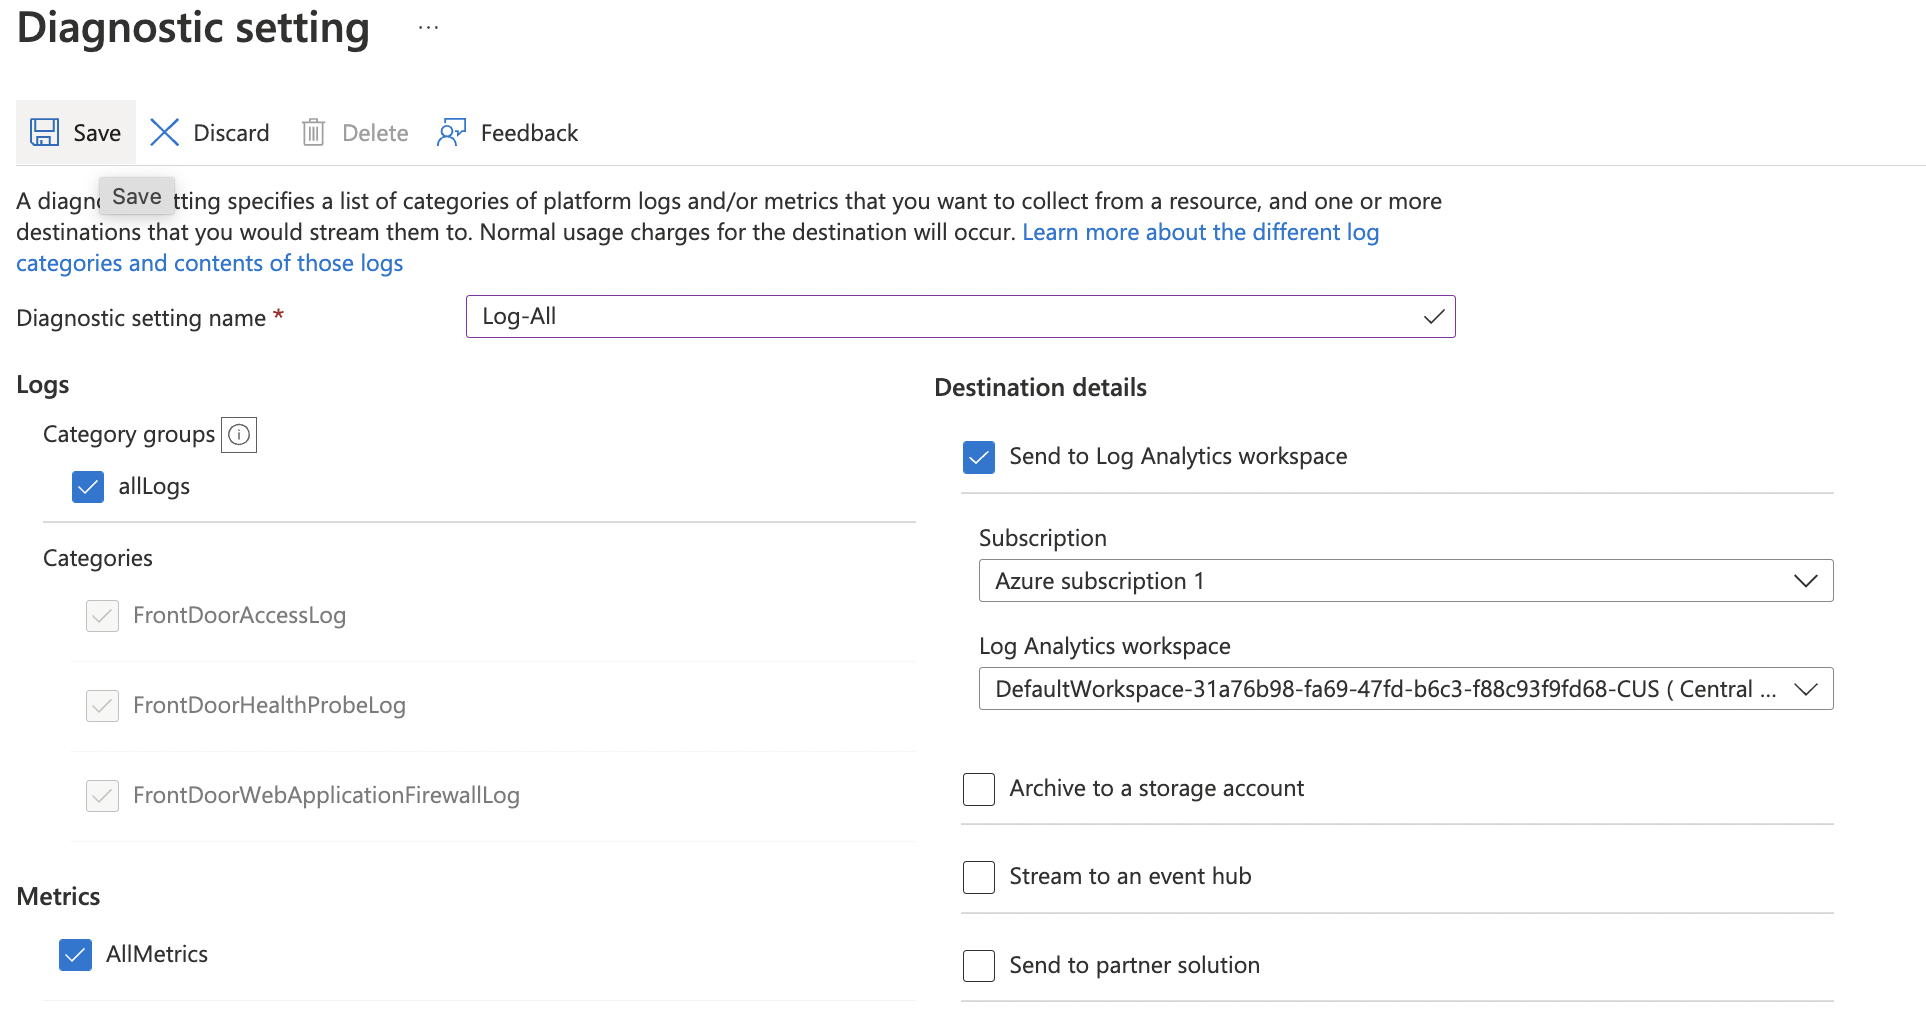 Diagnostic setting ...
Save Discard Delete Feedback
Save
A diagn tting specifies a list of categories of platform logs and/or metrics that you want to collect from a resource, and one or more
destinations that you would stream them to. Normal usage charges for the destination will occur. Learn more about the different log
categories and contents of those logs
Diagnostic setting name *
Log-All
Logs
Category groups
allLogs
Categories
FrontDoorAccessLog
FrontDoorHealthProbeLog
FrontDoorWebApplicationFirewallLog
Metrics
AllMetrics
Destination details
Send to Log Analytics workspace
Subscription
Azure subscription 1
Log Analytics workspace
DefaultWorkspace-31a76b98-fa69-47fd-b6c3-f88c93f9fd68-CUS ( Central ...
Archive to a storage account
Stream to an event hub
Send to partner solution